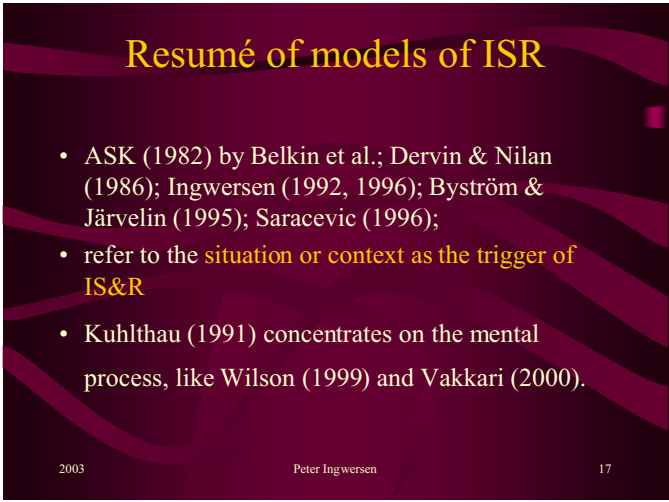 Resumé of models of ISR
• ASK (1982) by Belkin et al.; Dervin & Nilan
(1986); Ingwersen (1992, 1996); Byström &
Järvelin (1995); Saracevic (1996);
• refer to the situation or context as the trigger of
IS&R
• Kuhlthau (1991) concentrates on the mental
process, like Wilson (1999) and Vakkari (2000).
2003 Peter Ingwersen 17